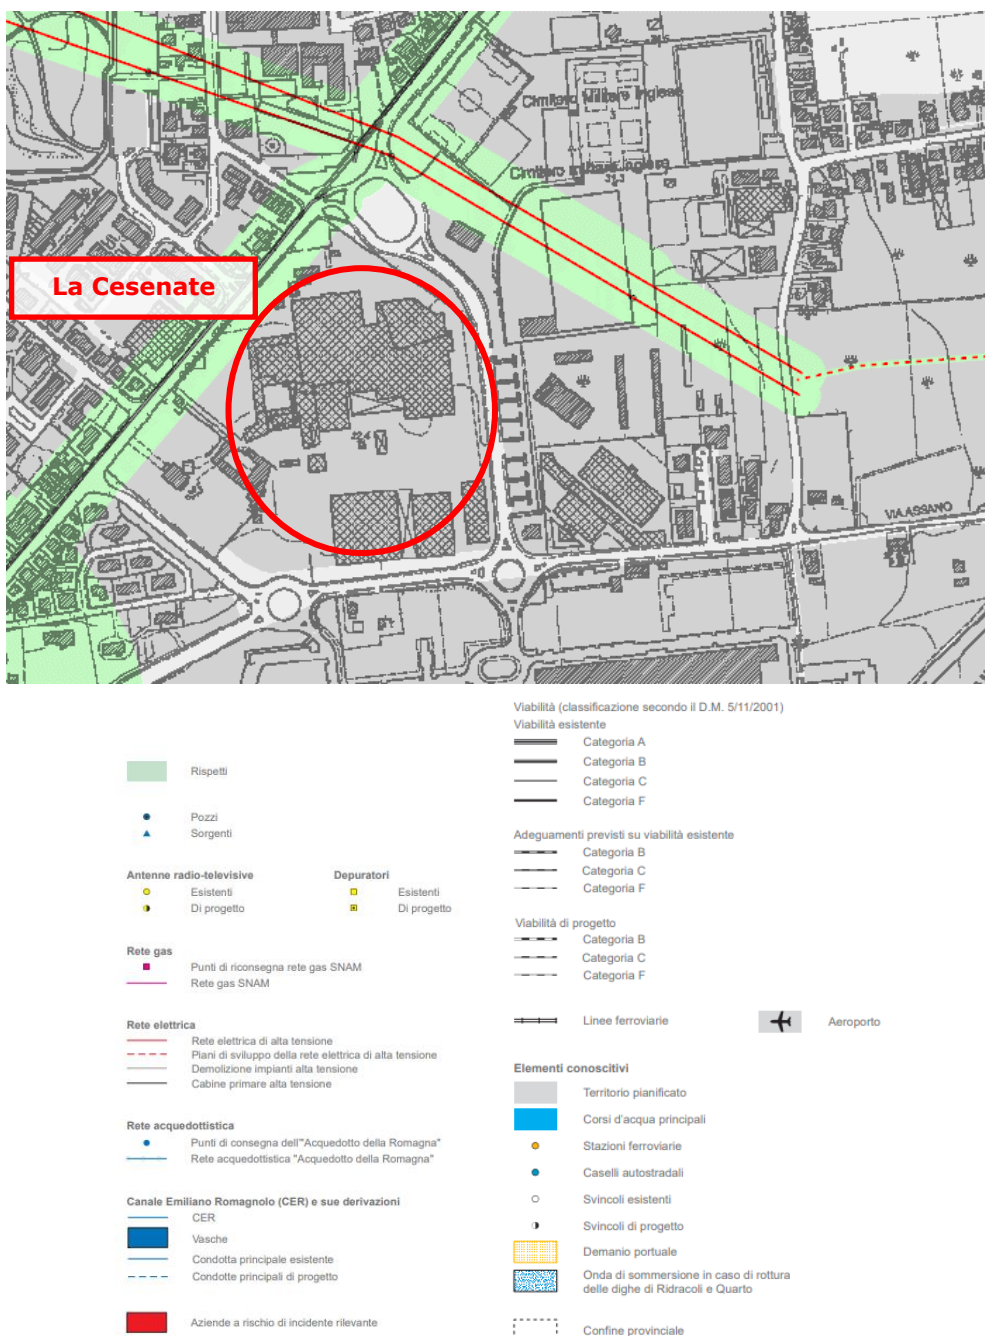 Cimitero Militare Inglese
La Cesenate
VIA ASSANO
Viabilità (classificazione secondo il D.M. 5/11/2001)
Viabilità esistente
Categoria A
Categoria B
Categoria C
Categoria F
Adeguamenti previsti su viabilità esistente
Categoria B
Categoria C
Categoria F
Viabilità di progetto
Categoria B
Categoria C
Categoria F
Linee ferroviarie
Aeroporto
Elementi conoscitivi
Territorio pianificato
Corsi d'acqua principali
Stazioni ferroviarie
Caselli autostradali
Svincoli esistenti
Svincoli di progetto
Demanio portuale
Onda di sommersione in caso di rottura
delle dighe di Ridracoli e Quarto
Confine provinciale
Rispetti
Pozzi
Sorgenti
Antenne radio-televisive
Esistenti
Di progetto
Depuratori
Esistenti
Di progetto
Rete gas
Punti di riconsegna rete gas SNAM
Rete gas SNAM
Rete elettrica
Rete elettrica di alta tensione
Piani di sviluppo della rete elettrica di alta tensione
Demolizione impianti alta tensione
Cabine primare alta tensione
Rete acquedottistica
Punti di consegna dell'"Acquedotto della Romagna"
Rete acquedottistica "Acquedotto della Romagna"
Canale Emiliano Romagnolo (CER) e sue derivazioni
CER
Vasche
Condotta principale esistente
Condotte principali di progetto
Aziende a rischio di incidente rilevante